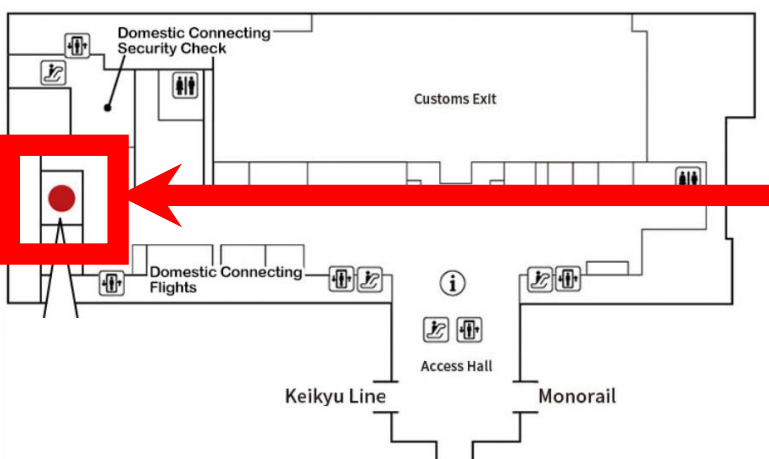 Domestic Connecting
Security Check
Customs Exit
Domestic Connecting
Flights
i
Access Hall
Keikyu Line
Monorail